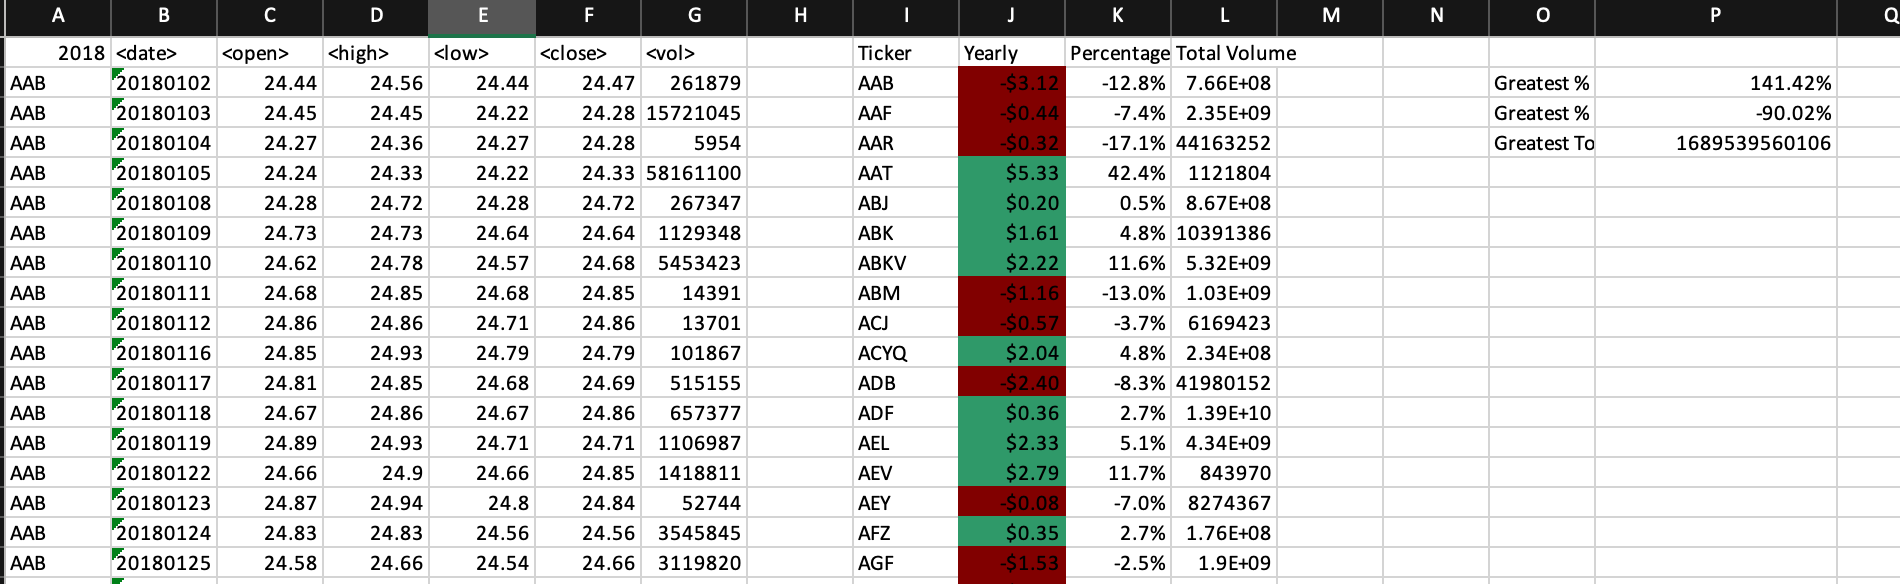 A B C D E F G H I J K L M N O P Q
2018 <date> <open> <high> <low> <close> <vol> Ticker Yearly Percentage Total Volume
AAB 20180102 24.44 24.56 24.44 24.47 261879 AAB -$3.12 -12.8% 7.66E+08 Greatest % 141.42%
AAB 20180103 24.45 24.45 24.22 24.28 15721045 AAF -$0.44 -7.4% 2.35E+09 Greatest % -90.02%
AAB 20180104 24.27 24.36 24.27 24.28 5954 AAR -$0.32 -17.1% 44163252 Greatest To 1689539560106
AAB 20180105 24.24 24.33 24.22 24.33 58161100 AAT $5.33 42.4% 1121804
AAB 20180108 24.28 24.72 24.28 24.72 267347 ABJ $0.20 0.5% 8.67E+08
AAB 20180109 24.73 24.73 24.64 24.64 1129348 ABK $1.61 4.8% 10391386
AAB 20180110 24.62 24.78 24.57 24.68 5453423 ABKV $2.22 11.6% 5.32E+09
AAB 20180111 24.68 24.85 24.68 24.85 14391 ABM -$1.16 -13.0% 1.03E+09
AAB 20180112 24.86 24.86 24.71 24.86 13701 ACJ -$0.57 -3.7% 6169423
AAB 20180116 24.85 24.93 24.79 24.79 101867 ACYQ $2.04 4.8% 2.34E+08
AAB 20180117 24.81 24.85 24.68 24.69 515155 ADB -$2.40 -8.3% 41980152
AAB 20180118 24.67 24.86 24.67 24.86 657377 ADF $0.36 2.7% 1.39E+10
AAB 20180119 24.89 24.93 24.71 24.71 1106987 AEL $2.33 5.1% 4.34E+09
AAB 20180122 24.66 24.9 24.66 24.85 1418811 AEV $2.79 11.7% 843970
AAB 20180123 24.87 24.94 24.8 24.84 52744 AEY -$0.08 -7.0% 8274367
AAB 20180124 24.83 24.83 24.56 24.56 3545845 AFZ $0.35 2.7% 1.76E+08
AAB 20180125 24.58 24.66 24.54 24.66 3119820 AGF -$1.53 -2.5% 1.9E+09